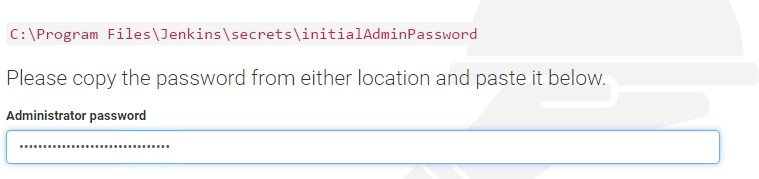 C:\Program Files\Jenkins\secrets\initialAdminPassword
Please copy the password from either location and paste it below.
Administrator password
••••••••••••••••••••••••••••••••